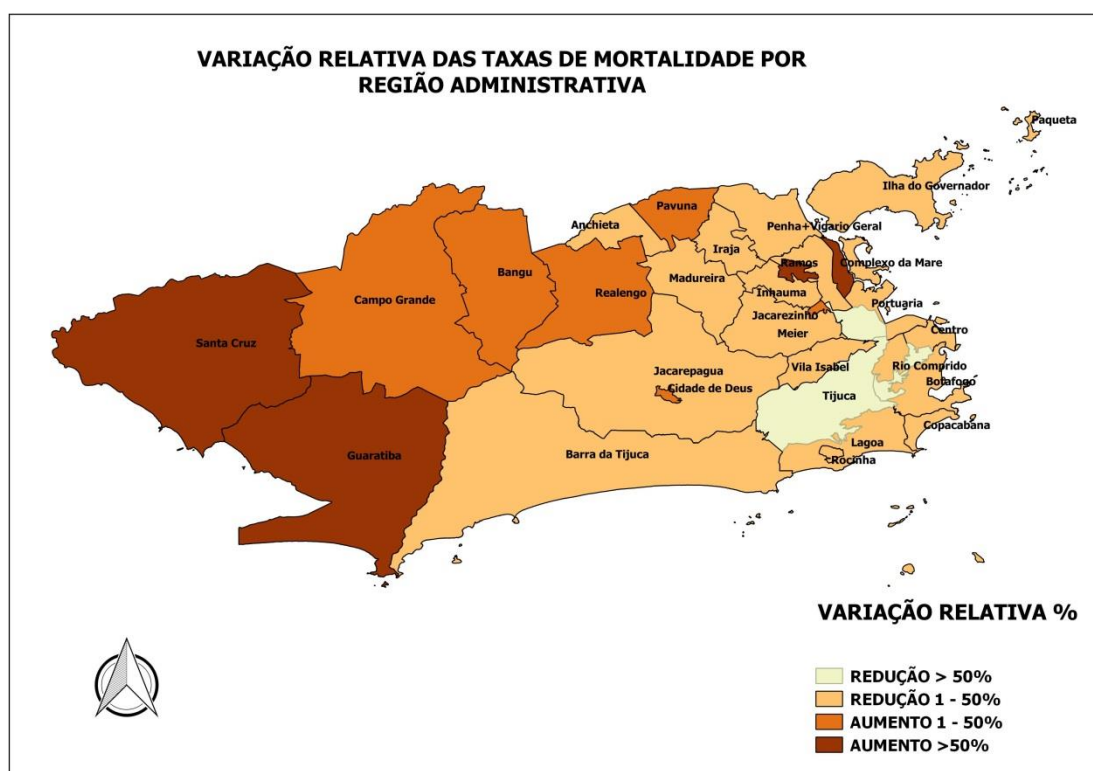 VARIAÇÃO RELATIVA DAS TAXAS DE MORTALIDADE POR
REGIÃO ADMINISTRATIVA
Paqueta
Ilha do Governador
Pavuna
Anchieta
Penha+Vigario Geral
Iraja
Ramos
Complexo da Mare
Bangu
Madureira
Realengo
Inhauma
Campo Grande
Portuaria
Jacarezinho
Centro
Meier
Santa Cruz
Vila Isabel
Rio Comprido
Jacarepagua
Botafogo
Cidade de Deus
Tijuca
Copacabana
Lagoa
Guaratiba
Barra da Tijuca
Rocinha
VARIAÇÃO RELATIVA %
REDUÇÃO > 50%
REDUÇÃO 1 - 50%
AUMENTO 1 - 50%
AUMENTO >50%